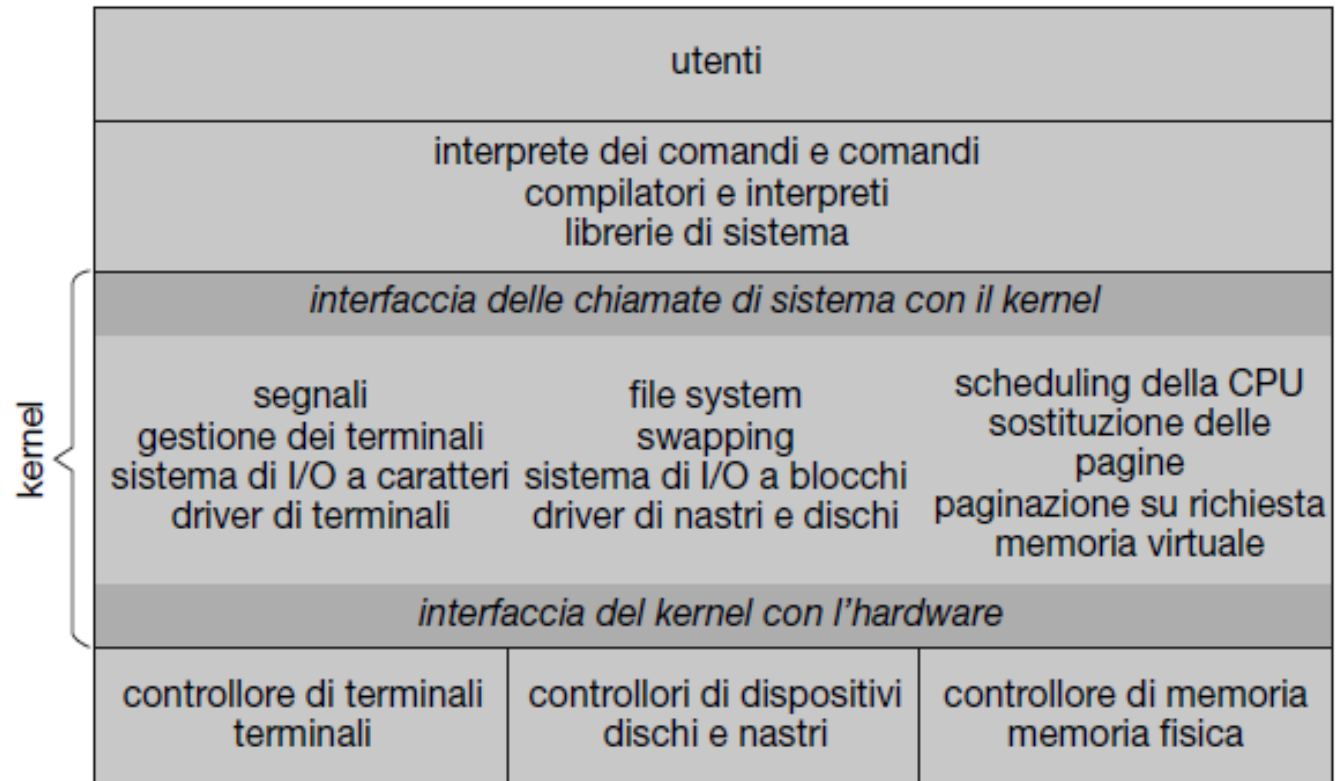 utenti
interprete dei comandi e comandi
compilatori e interpreti
librerie di sistema
kernel
interfaccia delle chiamate di sistema con il kernel
segnali
gestione dei terminali
sistema di I/O a caratteri
driver di terminali
file system
swapping
sistema di I/O a blocchi
driver di nastri e dischi
scheduling della CPU
sostituzione delle
pagine
paginazione su richiesta
memoria virtuale
interfaccia del kernel con l'hardware
controllore di terminali
terminali
controllori di dispositivi
dischi e nastri
controllore di memoria
memoria fisica